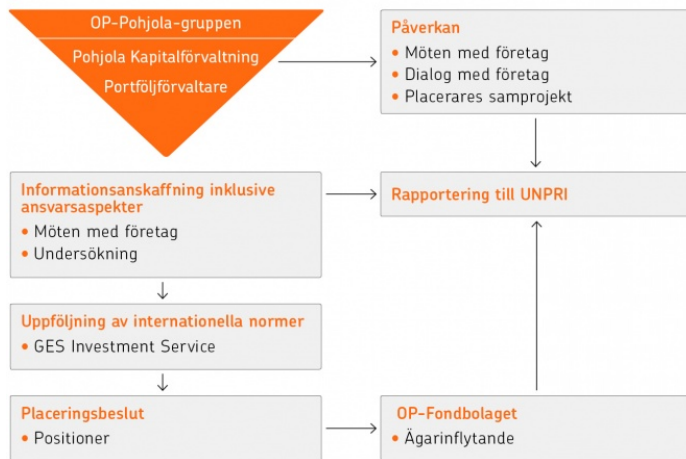 OP-Pohjola-gruppen
Pohjola Kapitalförvaltning
Portföljförvaltare
Påverkan
• Möten med företag
• Dialog med företag
• Placerares samprojekt
Informationsanskaffning inklusive
ansvarsaspekter
• Möten med företag
• Undersökning
Rapportering till UNPRI
Uppföljning av internationella normer
• GES Investment Service
Placeringsbeslut
• Positioner
OP-Fondbolaget
• Ägarinflytande